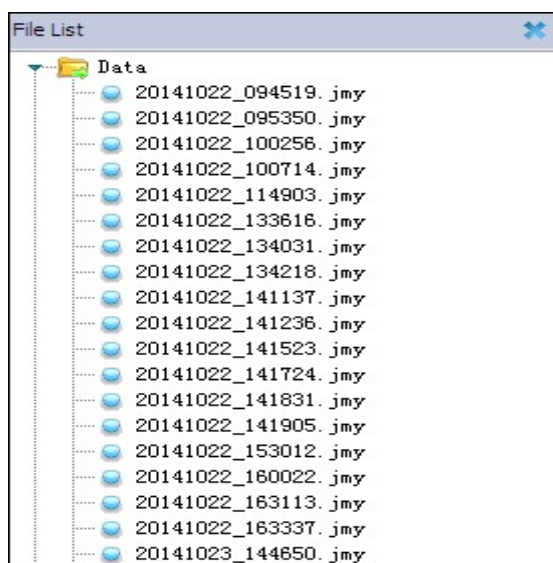 File List
Data
20141022_094519.jmy
20141022_095350.jmy
20141022_100256.jmy
20141022_100714.jmy
20141022_114903.jmy
20141022_133616.jmy
20141022_134031.jmy
20141022_134218.jmy
20141022_141137.jmy
20141022_141236.jmy
20141022_141523.jmy
20141022_141724.jmy
20141022_141831.jmy
20141022_141905.jmy
20141022_153012.jmy
20141022_160022.jmy
20141022_163113.jmy
20141022_163337.jmy
20141023_144650.jmy